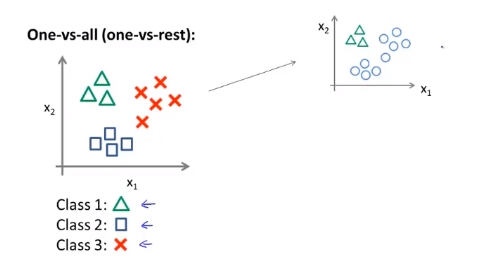 One-vs-all (one-vs-rest):
x2
x1
Class 1:
Class 2:
Class 3:
x2
x1